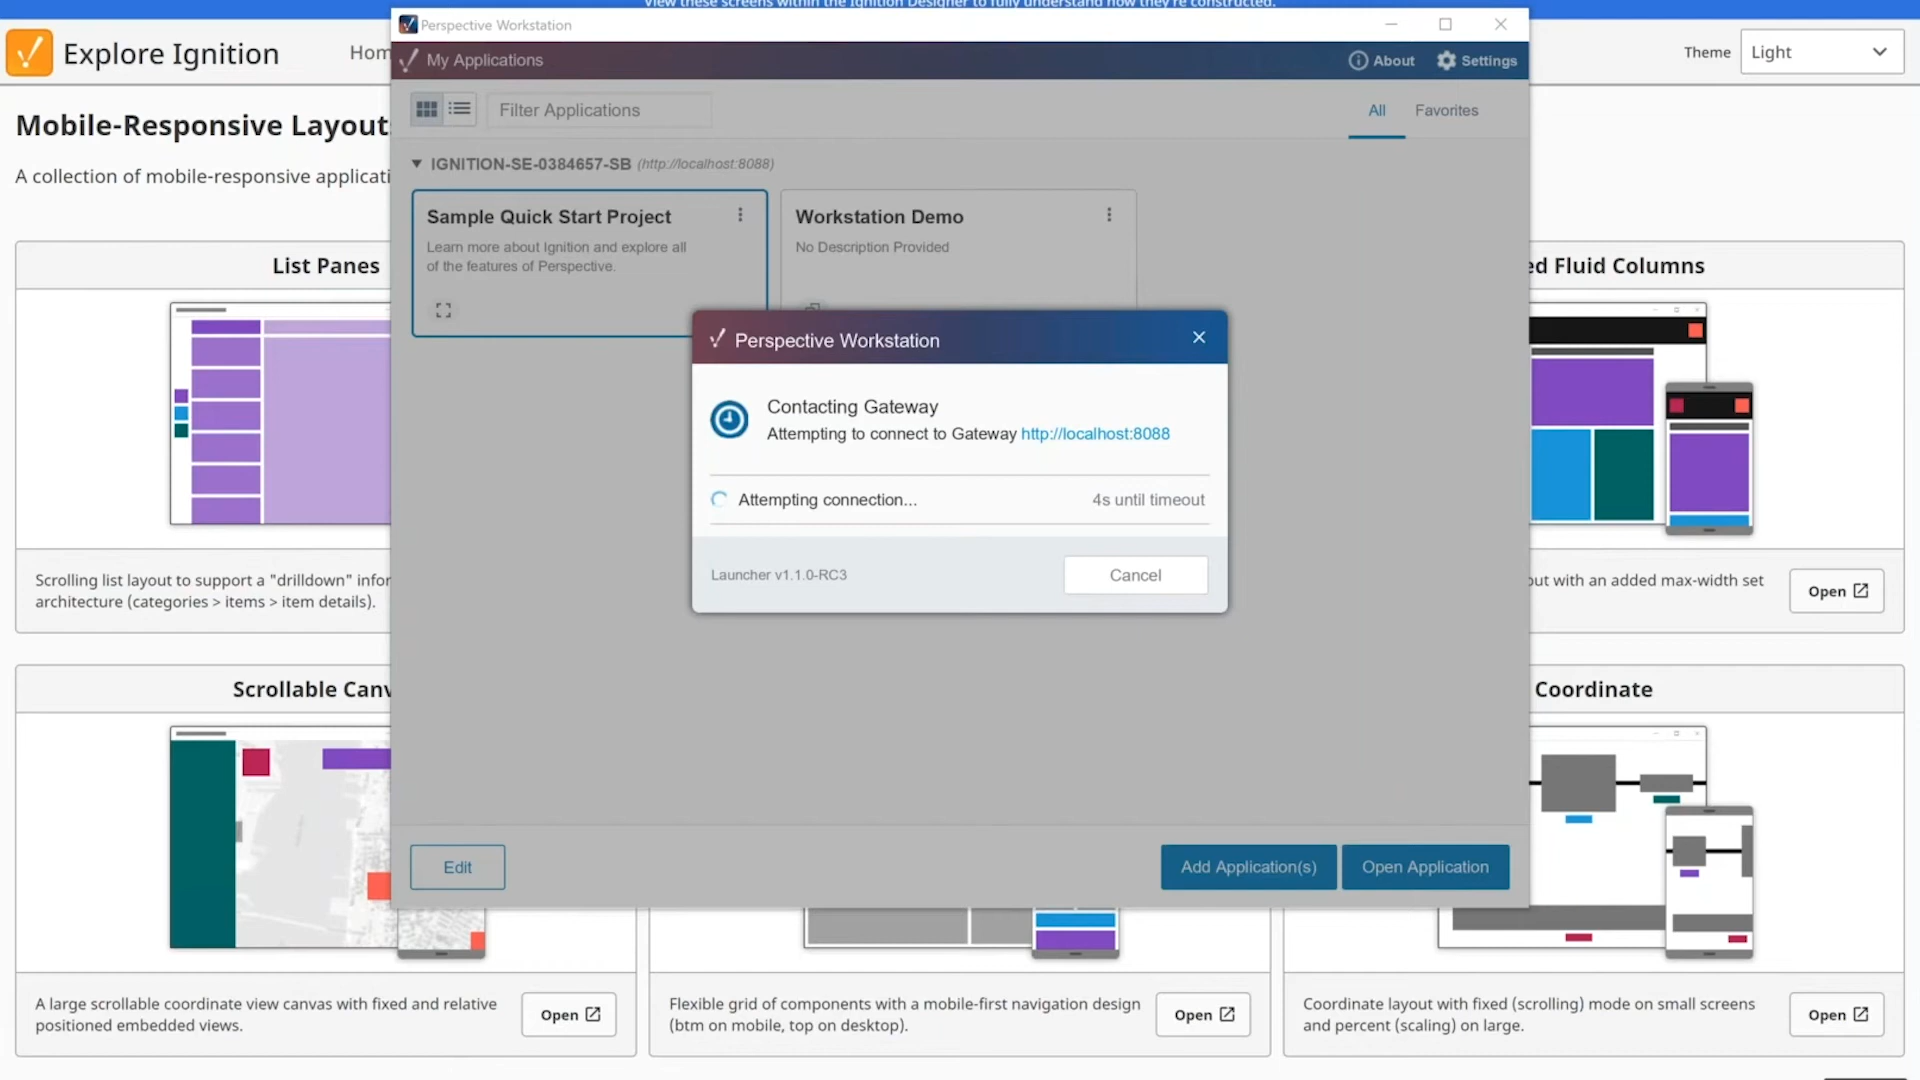 View these screens within the Ignition Designer to fully understand how they're constructed.
Perspective Workstation
Explore Ignition
My Applications
About
Settings
Theme
Light
Filter Applications
All
Favorites
Mobile-Responsive
A collection of mobile-responsive
IGNITION-SE-0384657-SB (http://localhost:8088)
Sample Quick Start Project
Learn more about Ignition and explore all
of the features of Perspective.
Workstation Demo
No Description Provided
List Panes
Fluid Columns
Perspective Workstation
Contacting Gateway
Attempting to connect to Gateway http://localhost:8088
Attempting connection...
4s until timeout
Launcher v1.1.0-RC3
Cancel
Scrolling list layout to support a "drilldown"
architecture (categories > items > item details).
with an added max-width set
Open
Scrollable
Coordinate
Edit
Add Application(s)
Open Application
A large scrollable coordinate view canvas with fixed and relative
positioned embedded views.
Open
Flexible grid of components with a mobile-first navigation design
(btm on mobile, top on desktop).
Open
Coordinate layout with fixed (scrolling) mode on small screens
and percent (scaling) on large.
Open